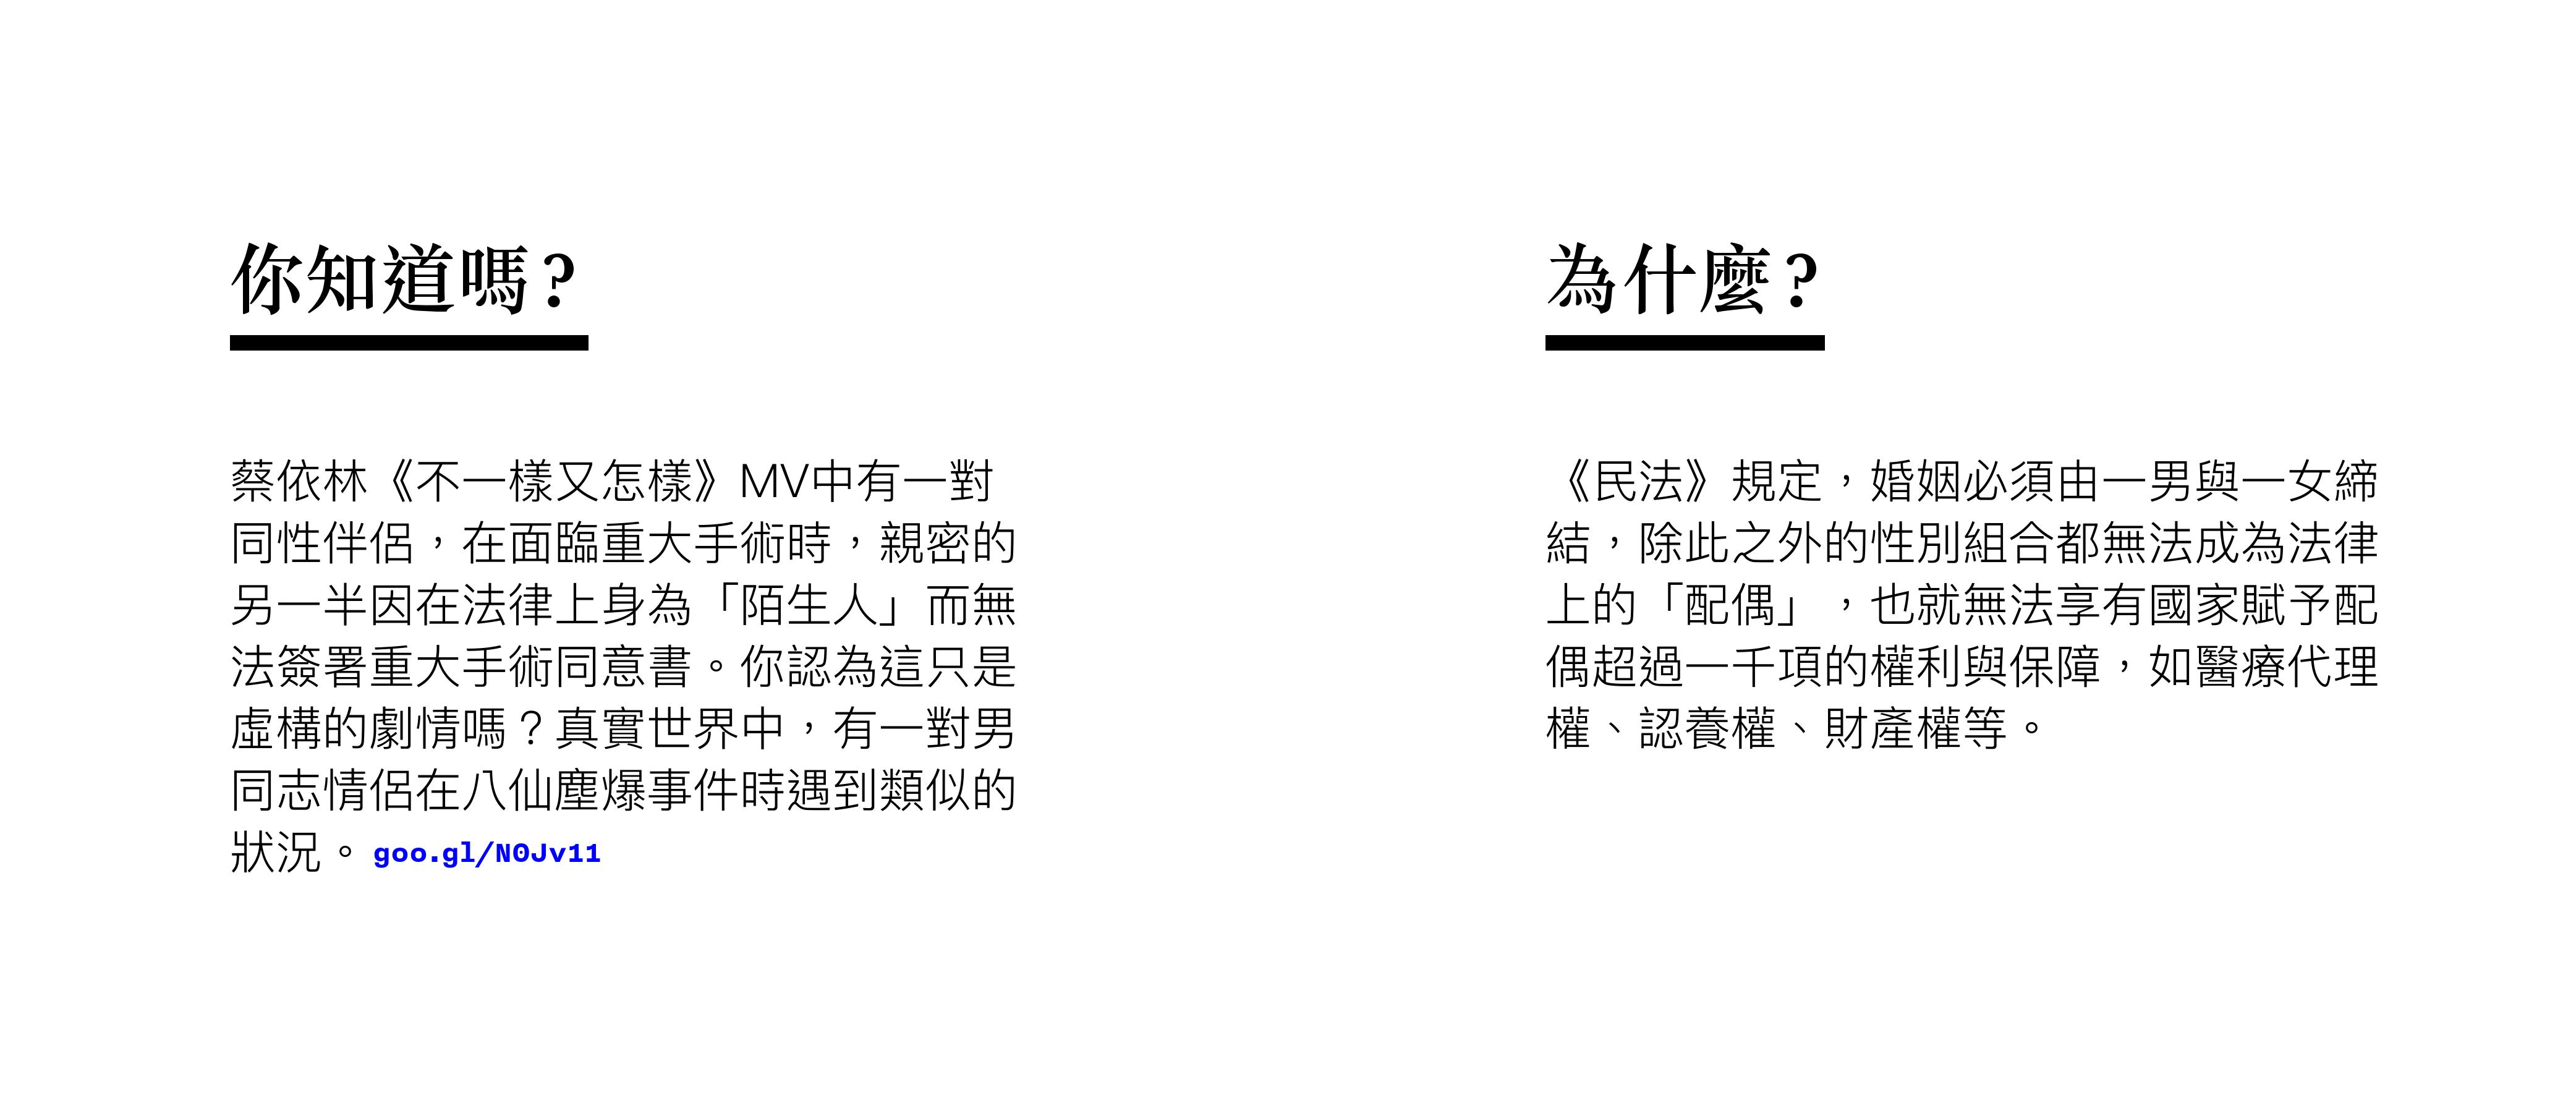 你知道嗎？
蔡依林《不一樣又怎樣》MV中有一對
同性伴侶，在面臨重大手術時，親密的
另一半因在法律上身為「陌生人」而無
法簽署重大手術同意書。你認為這只是
虛構的劇情嗎？真實世界中，有一對男
同志情侶在八仙塵爆事件時遇到類似的
狀況。goo.gl/N0Jv11
為什麼？
《民法》規定，婚姻必須由一男與一女締
結，除此之外的性別組合都無法成為法律
上的「配偶」，也就無法享有國家賦予配
偶超過一千項的權利與保障，如醫療代理
權、認養權、財產權等。